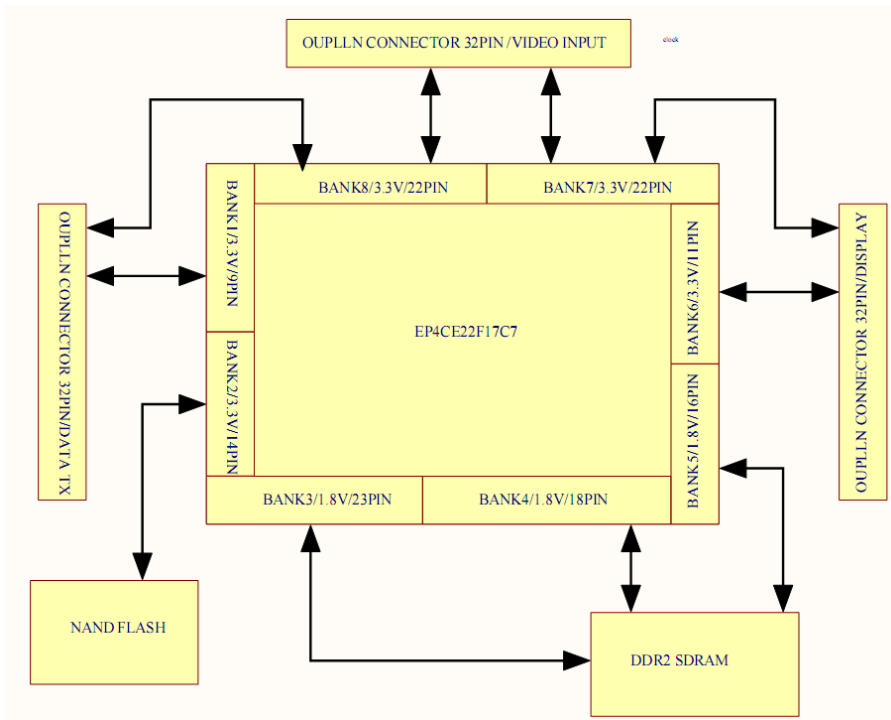 OUPLLN CONNECTOR 32PIN /VIDEO INPUT
clock
BANK8/3.3V/22PIN
BANK7/3.3V/22PIN
BANK1/3.3V/9PIN
OUPLLN CONNECTOR 32PIN/DATA TX
BANK6/3.3V/11PIN
OUPLLN CONNECTOR 32PIN/DISPLAY
EP4CE22F17C7
BANK2/3.3V/14PIN
BANK5/1.8V/16PIN
BANK3/1.8V/23PIN
BANK4/1.8V/18PIN
NAND FLASH
DDR2 SDRAM